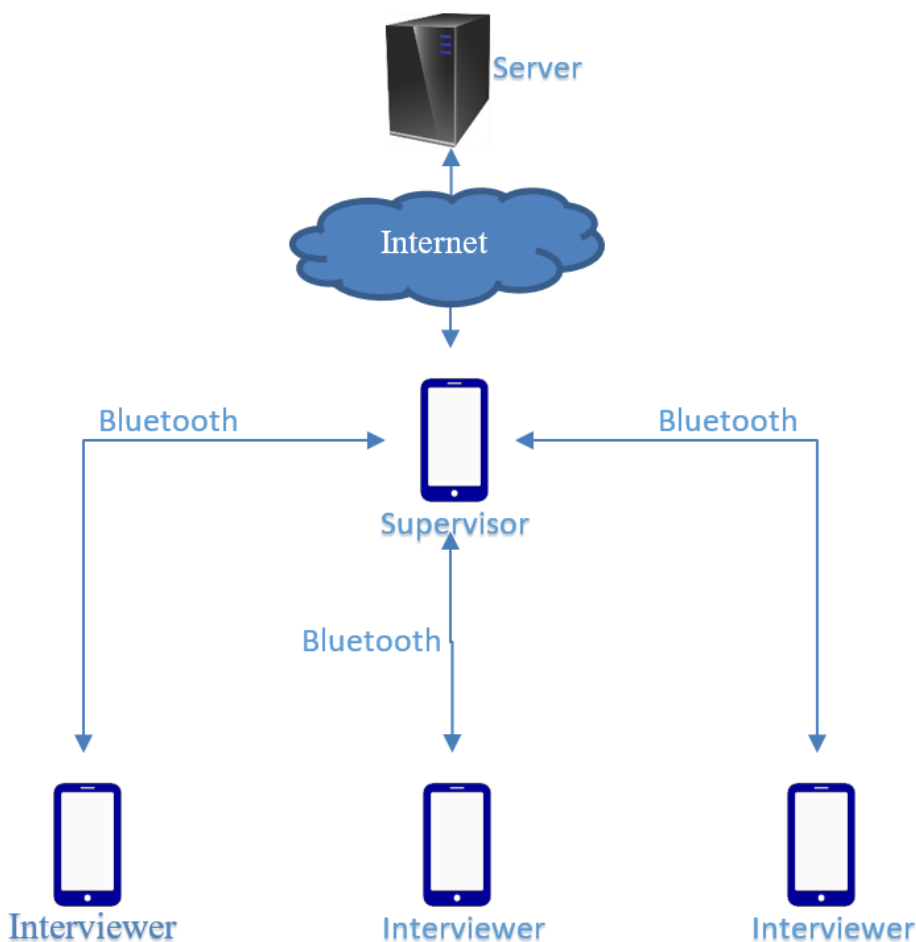 Server
Internet
Bluetooth
Bluetooth
Supervisor
Bluetooth
Interviewer
Interviewer
Interviewer